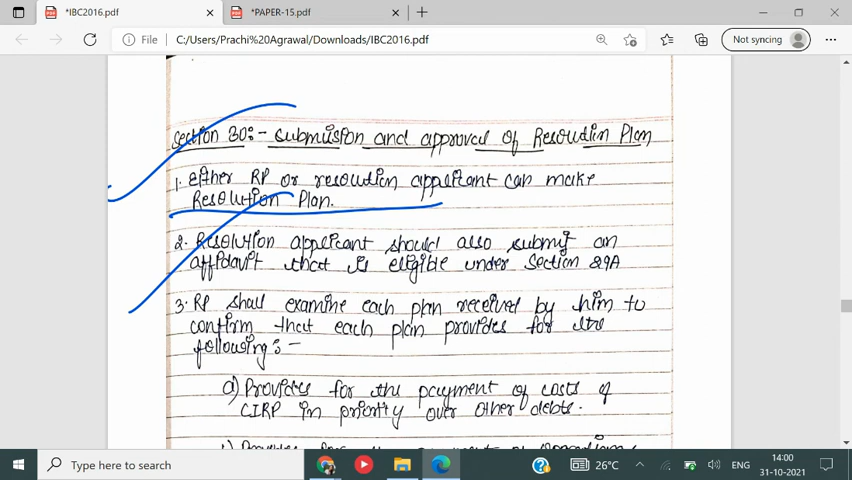 *IBC2016.pdf
*PAPER-15.pdf
File
C:/Users/Prachi%20Agrawal/Downloads/IBC2016.pdf
Not syncing
Section 30:- Submission and approval of Resolution Plan
1. Either RP or resolution applicant can make
Resolution Plan.
2. Resolution applicant should also submit an
affidavit that is eligible under Section 29A
3. RP shall examine each plan received by him to
confirm that each plan provides for the
following:-
a) Provides for the payment of costs of
CIRP in priority over other debts.
Type here to search
26°C
ENG
14:00
31-10-2021